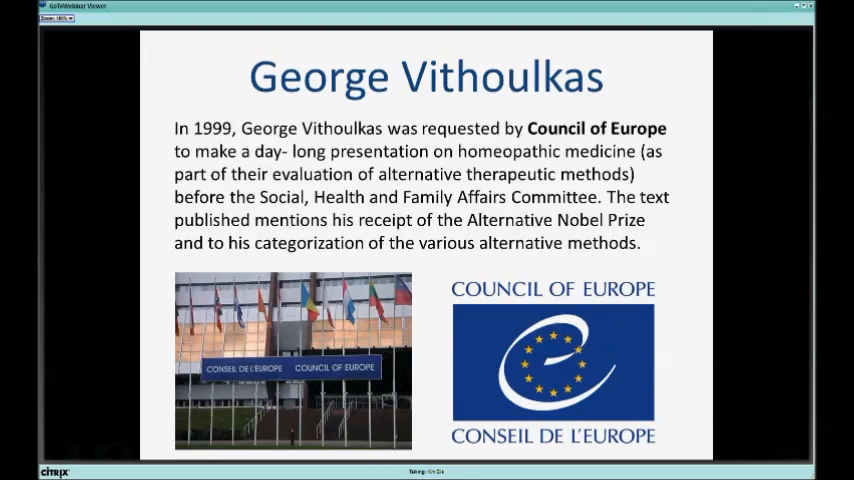 GoToWebinar Viewer
Zoom: 100%
George Vithoulkas
In 1999, George Vithoulkas was requested by Council of Europe
to make a day- long presentation on homeopathic medicine (as
part of their evaluation of alternative therapeutic methods)
before the Social, Health and Family Affairs Committee. The text
published mentions his receipt of the Alternative Nobel Prize
and to his categorization of the various alternative methods.
CONSEIL DE L'EUROPE COUNCIL OF EUROPE
COUNCIL OF EUROPE
CONSEIL DE L'EUROPE
CITRIX
Talking: